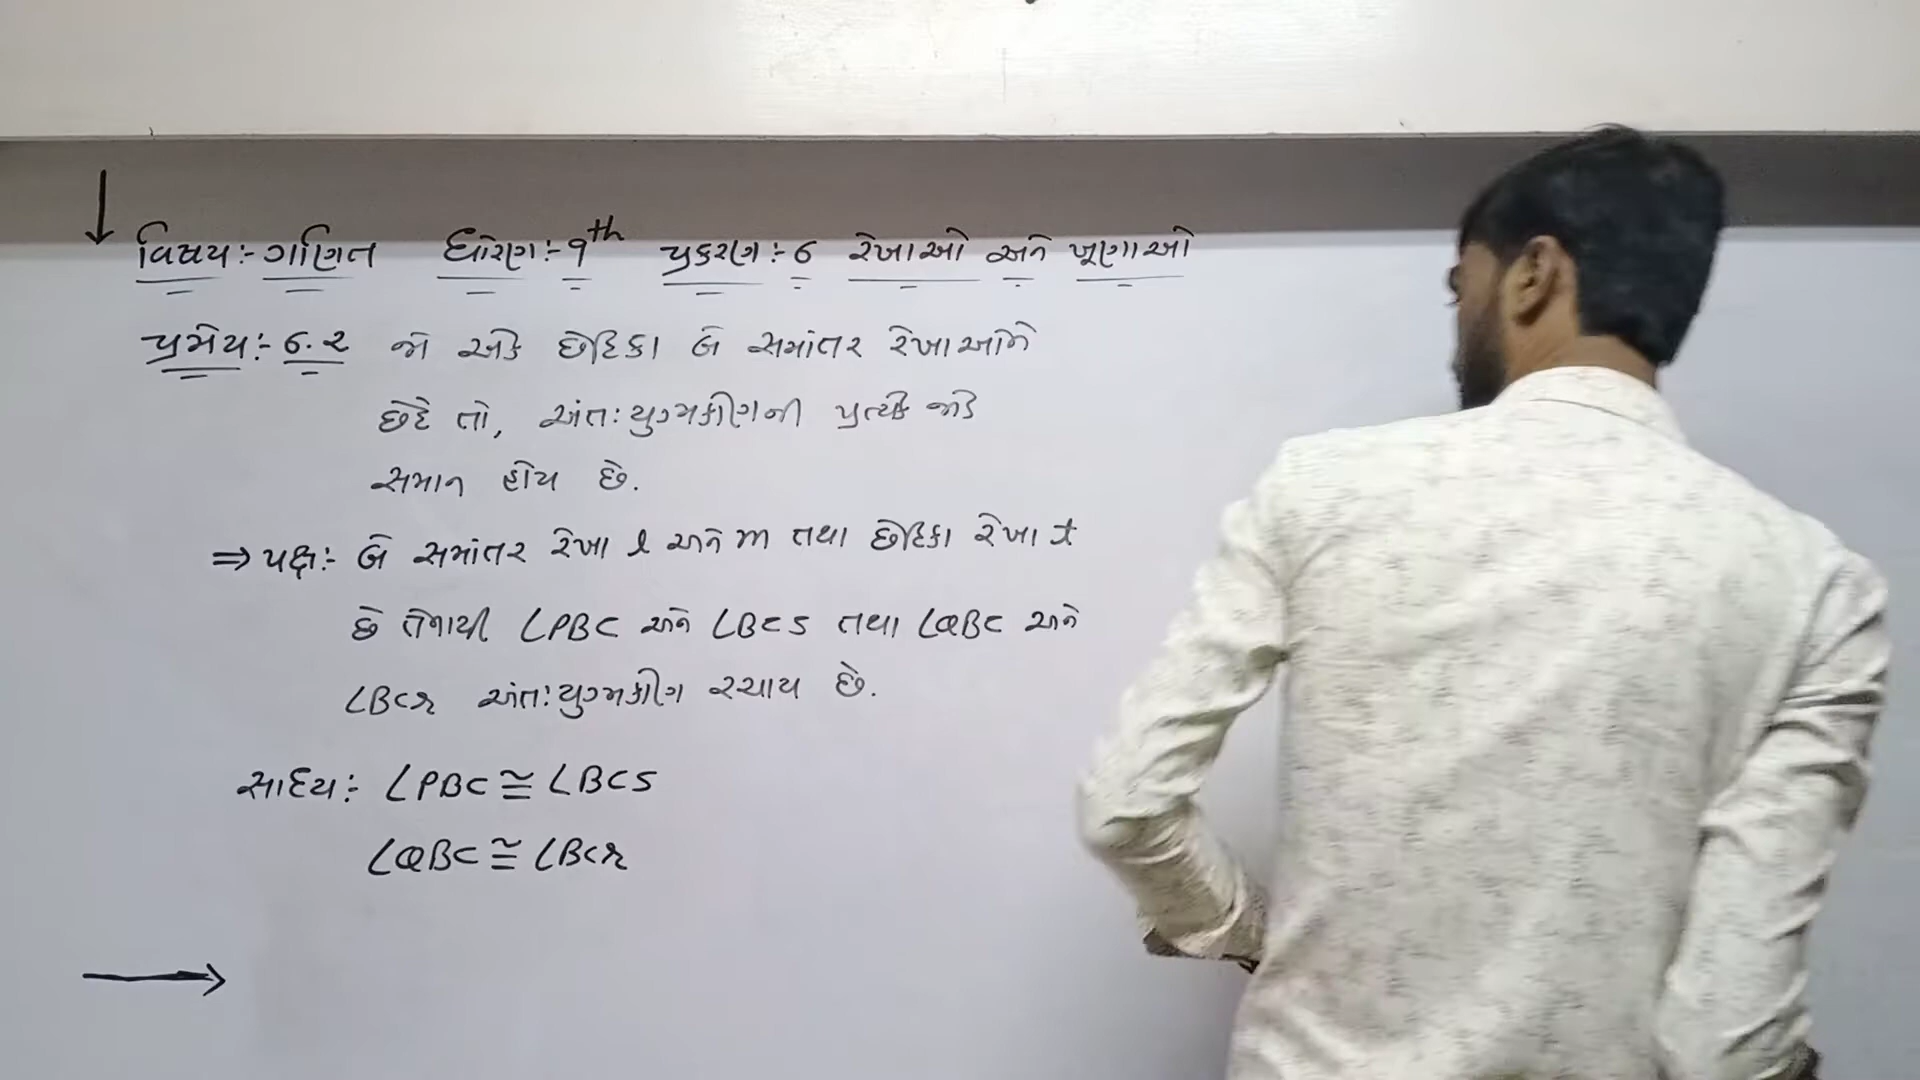 વિષય:- ગણિત ધોરણ:- 9th પ્રકરણ:- 6 રેખાઓ અને ખૂણાઓ
પ્રમેય:- 6.2 જો એક છેદિકા બે સમાંતર રેખાઓને
છેદે તો, અંતઃયુગ્મકોણની પ્રત્યેક જોડ
સમાન હોય છે.
⇒ પક્ષ:- બે સમાંતર રેખા l અને m તથા છેદિકા રેખા t
છે તેનાથી ∠PBC અને ∠BCS તથા ∠QBC અને
∠BCR અંતઃયુગ્મકોણ રચાય છે.
સાધ્ય:- ∠PBC ≅ ∠BCS
∠QBC ≅ ∠BCR